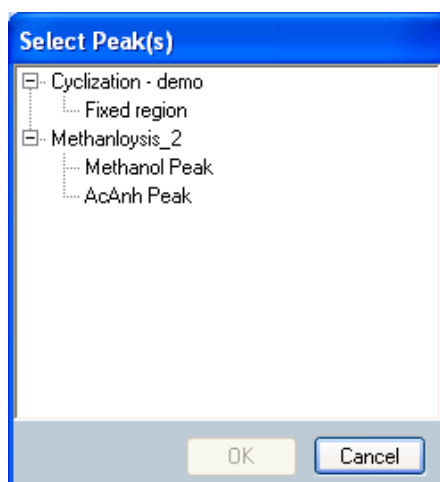 Select Peak(s)
Cyclization - demo
Fixed region
Methanloysis_2
Methanol Peak
AcAnh Peak
OK
Cancel